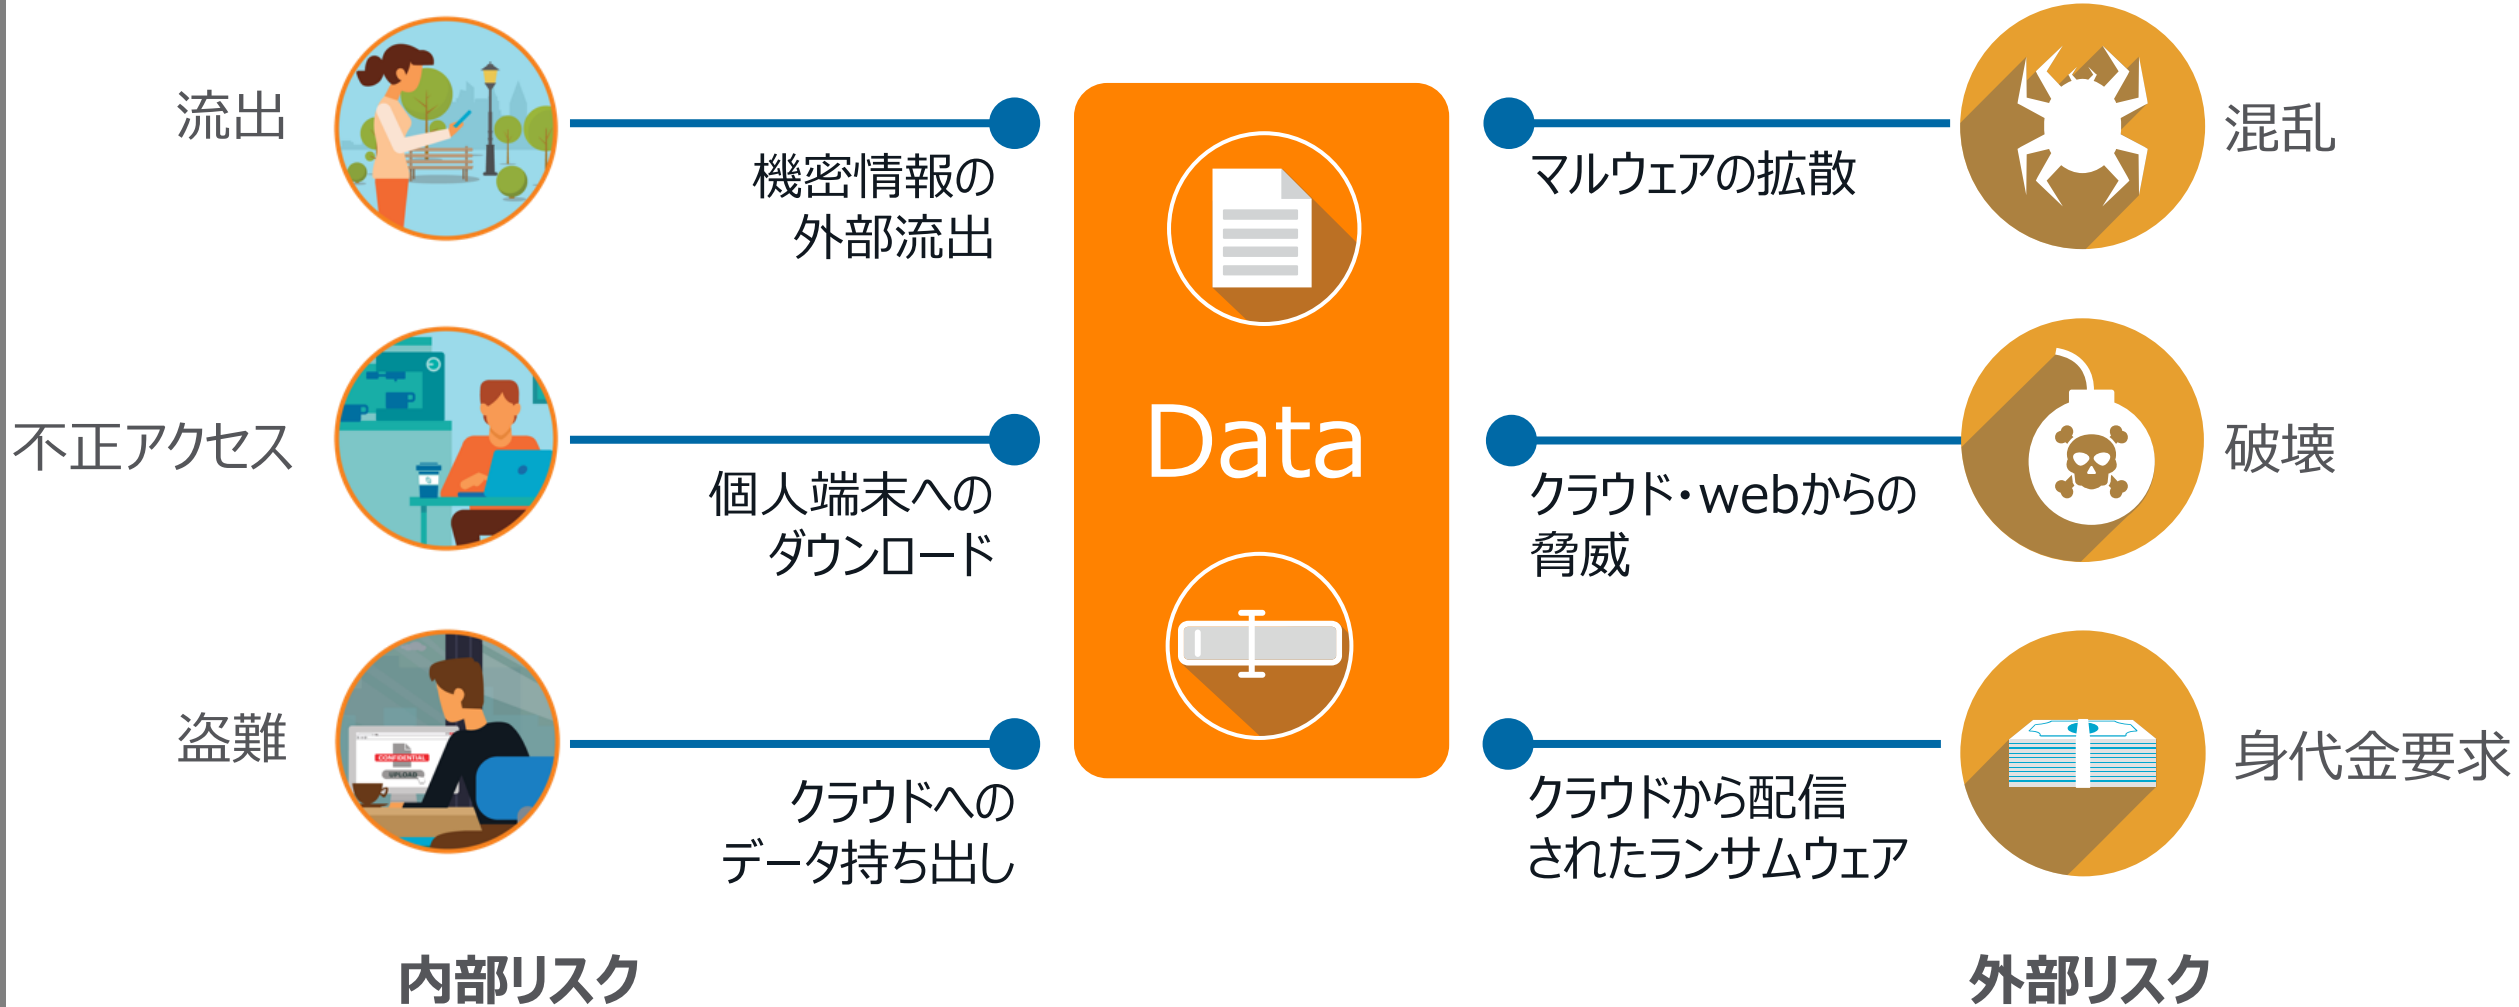 流出
機密情報の
外部流出
不正アクセス
個人端末への
ダウンロード
盗難
CONFIDENTIAL
UPLOAD
クラウドへの
データ持ち出し
内部リスク
Data
マルウェアの拡散
混乱
クラウド・webからの
脅威
破壊
クラウドから配信
されたランサムウエア
身代金要求
外部リスク